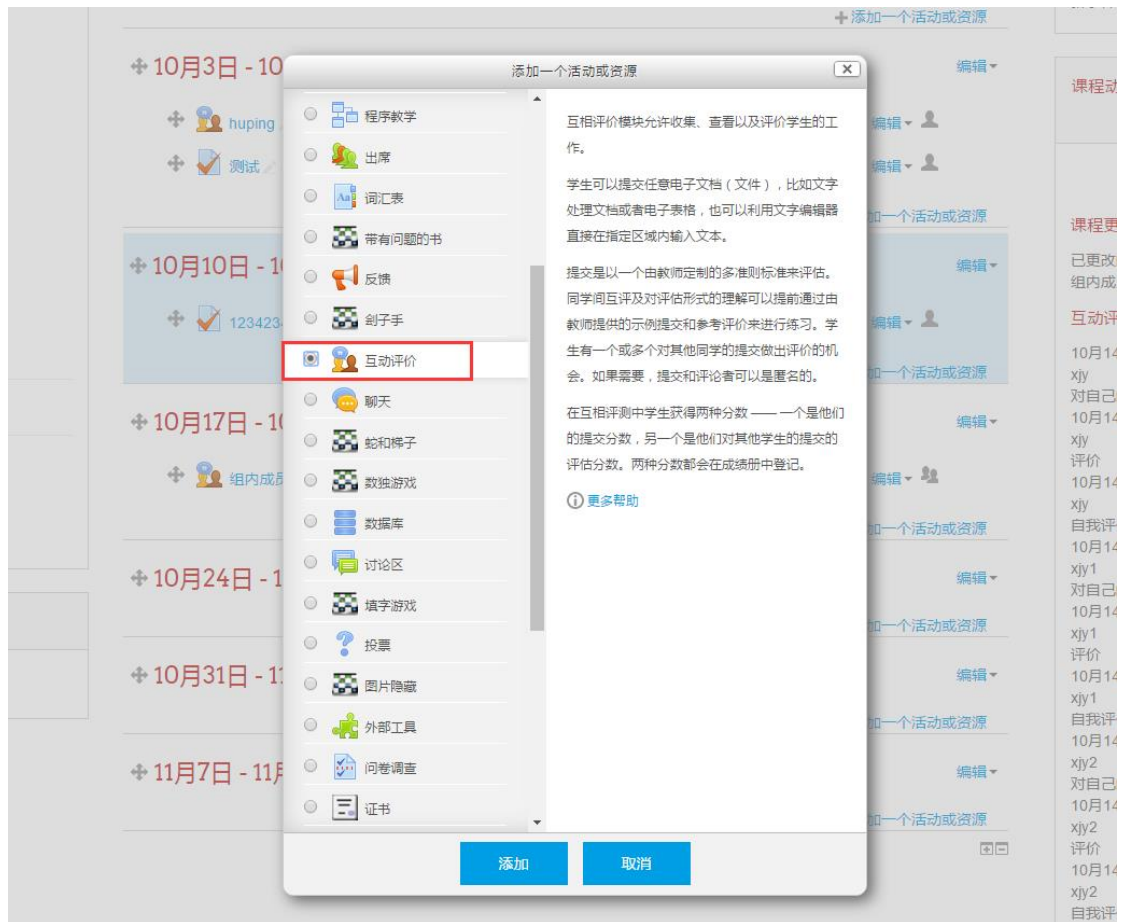 添加一个活动或资源
10月3日 - 10
编辑
huping
编辑
测试
编辑
加一个活动或资源
10月10日 - 1
编辑
123423
编辑
加一个活动或资源
10月17日 - 10
编辑
组内成员
编辑
加一个活动或资源
10月24日 - 1
编辑
加一个活动或资源
10月31日 - 1
编辑
加一个活动或资源
11月7日 - 11月
编辑
加一个活动或资源
添加一个活动或资源
程序教学
出席
词汇表
带有问题的书
反馈
刽子手
互动评价
聊天
蛇和梯子
数独游戏
数据库
讨论区
填字游戏
投票
图片隐藏
外部工具
问卷调查
证书
互相评价模块允许收集、查看以及评价学生的工
作。
学生可以提交任意电子文档（文件），比如文字
处理文档或者电子表格，也可以利用文字编辑器
直接在指定区域内输入文本。
提交是以一个由教师定制的多准则标准来评估。
同学间互评及对评估形式的理解可以提前通过由
教师提供的示例提交和参考评价来进行练习。学
生有一个或多个对其他同学的提交做出评价的机
会。如果需要，提交和评论者可以是匿名的。
在互相评测中学生获得两种分数 —— 一个是他们
的提交分数，另一个是他们对其他学生的提交的
评估分数。两种分数都会在成绩册中登记。
更多帮助
添加
取消
课程动
课程更
已更改
组内成
互动评
10月14
xjy
对自己
10月14
xjy
评价
10月14
xjy
自我评
10月14
xjy1
对自己
10月14
xjy1
评价
10月14
xjy1
自我评
10月14
xjy2
对自己
10月14
xjy2
评价
10月14
xjy2
自我评